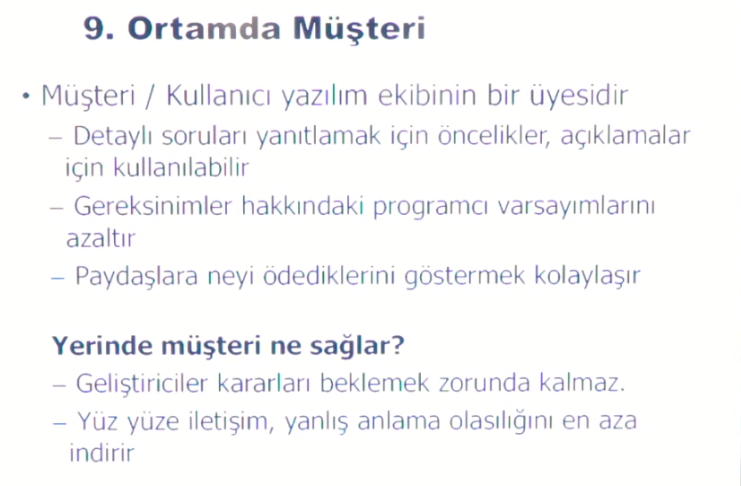 9. Ortamda Müşteri
• Müşteri / Kullanıcı yazılım ekibinin bir üyesidir
– Detaylı soruları yanıtlamak için öncelikler, açıklamalar
için kullanılabilir
– Gereksinimler hakkındaki programcı varsayımlarını
azaltır
– Paydaşlara neyi ödediklerini göstermek kolaylaşır
Yerinde müşteri ne sağlar?
– Geliştiriciler kararları beklemek zorunda kalmaz.
– Yüz yüze iletişim, yanlış anlama olasılığını en aza
indirir